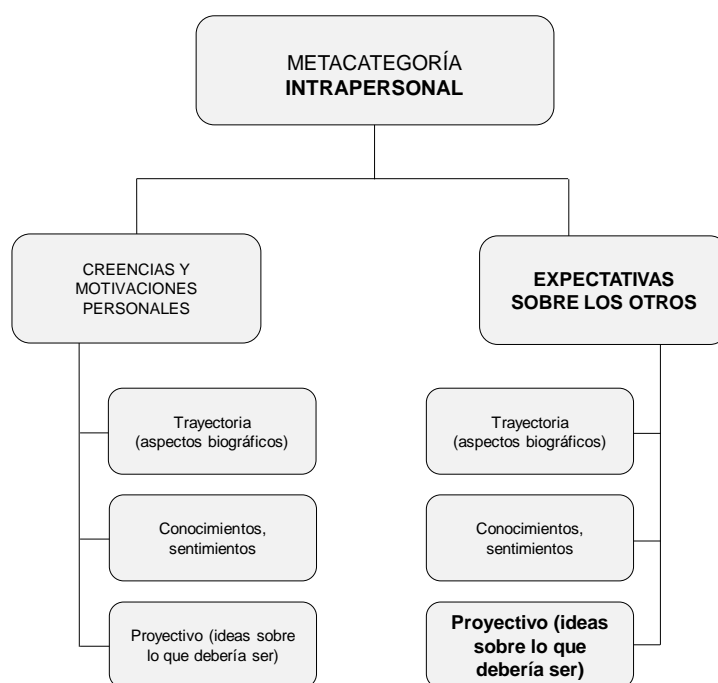 METACATEGORÍA
INTRAPERSONAL
CREENCIAS Y
MOTIVACIONES
PERSONALES
EXPECTATIVAS
SOBRE LOS OTROS
Trayectoria
(aspectos biográficos)
Trayectoria
(aspectos biográficos)
Conocimientos,
sentimientos
Conocimientos,
sentimientos
Proyectivo (ideas sobre
lo que debería ser)
Proyectivo (ideas
sobre lo que
debería ser)